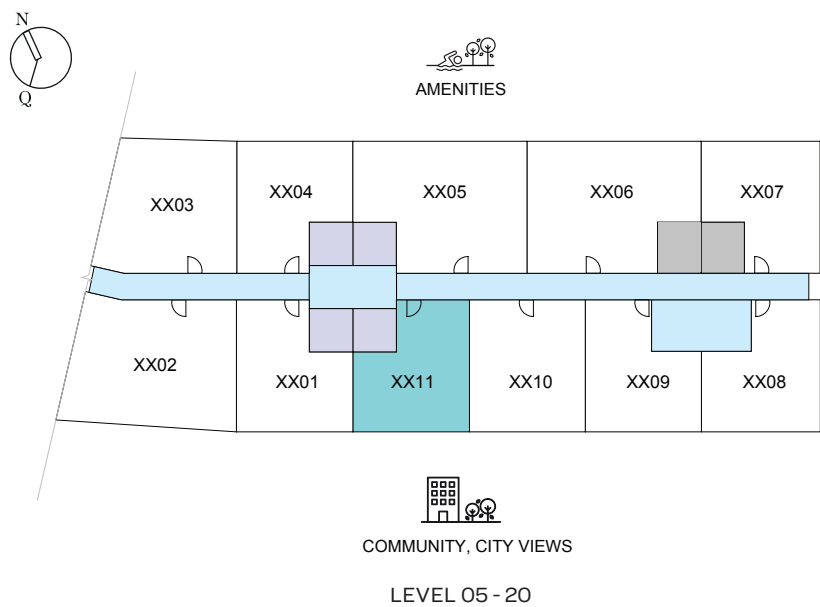 N
Q
AMENITIES
XX04 XX05 XX06 XX07
XX03
XX02
XX01 XX11 XX10 XX09 XX08
COMMUNITY, CITY VIEWS
LEVEL 05 - 20